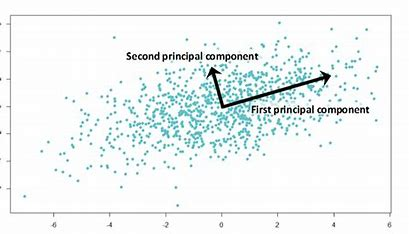 Second principal component
First principal component
-6 -4 -2 0 2 4 6